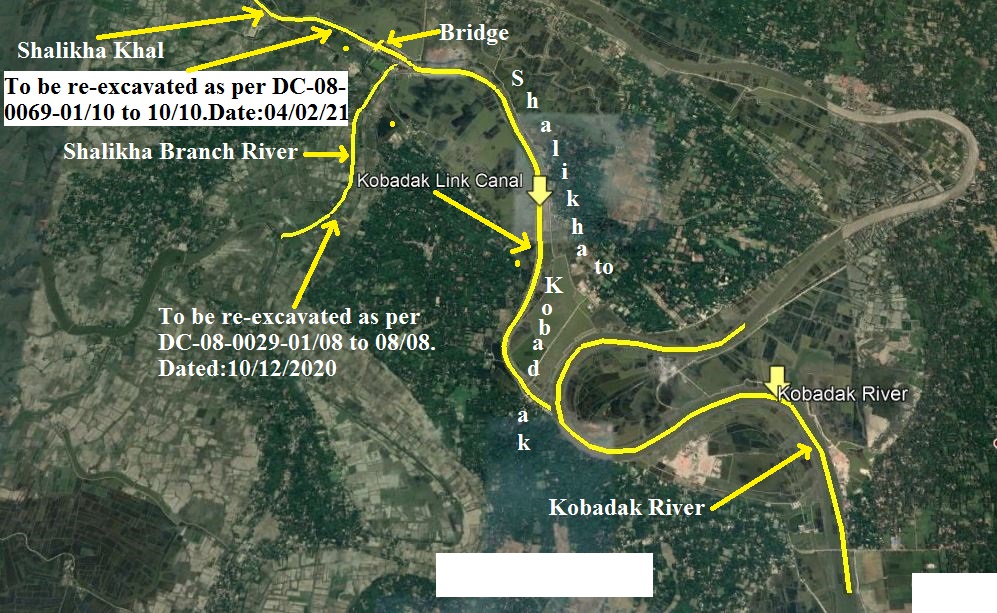 Bridge
Shalikha Khal
To be re-excavated as per DC-08-
0069-01/10 to 10/10.Date:04/02/21
Shalikha Branch River
Kobadak Link Canal
Shalikha to Kobadak
To be re-excavated as per
DC-08-0029-01/08 to 08/08.
Dated:10/12/2020
Kobadak River
Kobadak River